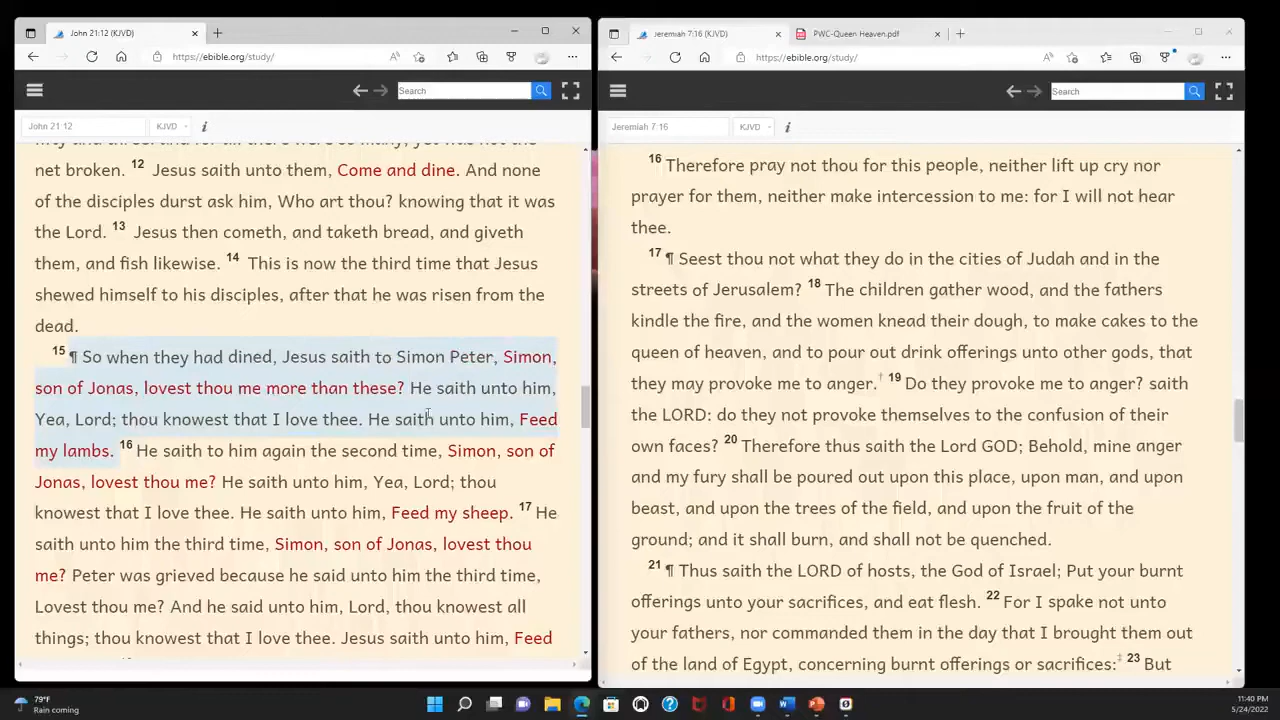 John 21:12 (KJVD)
https://ebible.org/study/
Search
John 21:12
KJVD
i
net broken. 12 Jesus saith unto them, Come and dine. And none
of the disciples durst ask him, Who art thou? knowing that it was
the Lord. 13 Jesus then cometh, and taketh bread, and giveth
them, and fish likewise. 14 This is now the third time that Jesus
shewed himself to his disciples, after that he was risen from the
dead.
15 ¶ So when they had dined, Jesus saith to Simon Peter, Simon,
son of Jonas, lovest thou me more than these? He saith unto him,
Yea, Lord; thou knowest that I love thee. He saith unto him, Feed
my lambs. 16 He saith to him again the second time, Simon, son of
Jonas, lovest thou me? He saith unto him, Yea, Lord; thou
knowest that I love thee. He saith unto him, Feed my sheep. 17 He
saith unto him the third time, Simon, son of Jonas, lovest thou
me? Peter was grieved because he said unto him the third time,
Lovest thou me? And he said unto him, Lord, thou knowest all
things; thou knowest that I love thee. Jesus saith unto him, Feed
Jeremiah 7:16 (KJVD)
PWC-Queen Heaven.pdf
https://ebible.org/study/
Search
Jeremiah 7:16
KJVD
i
16 Therefore pray not thou for this people, neither lift up cry nor
prayer for them, neither make intercession to me: for I will not hear
thee.
17 ¶ Seest thou not what they do in the cities of Judah and in the
streets of Jerusalem? 18 The children gather wood, and the fathers
kindle the fire, and the women knead their dough, to make cakes to the
queen of heaven, and to pour out drink offerings unto other gods, that
they may provoke me to anger.† 19 Do they provoke me to anger? saith
the LORD: do they not provoke themselves to the confusion of their
own faces? 20 Therefore thus saith the Lord GOD; Behold, mine anger
and my fury shall be poured out upon this place, upon man, and upon
beast, and upon the trees of the field, and upon the fruit of the
ground; and it shall burn, and shall not be quenched.
21 ¶ Thus saith the LORD of hosts, the God of Israel; Put your burnt
offerings unto your sacrifices, and eat flesh. 22 For I spake not unto
your fathers, nor commanded them in the day that I brought them out
of the land of Egypt, concerning burnt offerings or sacrifices:‡ 23 But
79°F
Rain coming
11:40 PM
5/24/2022